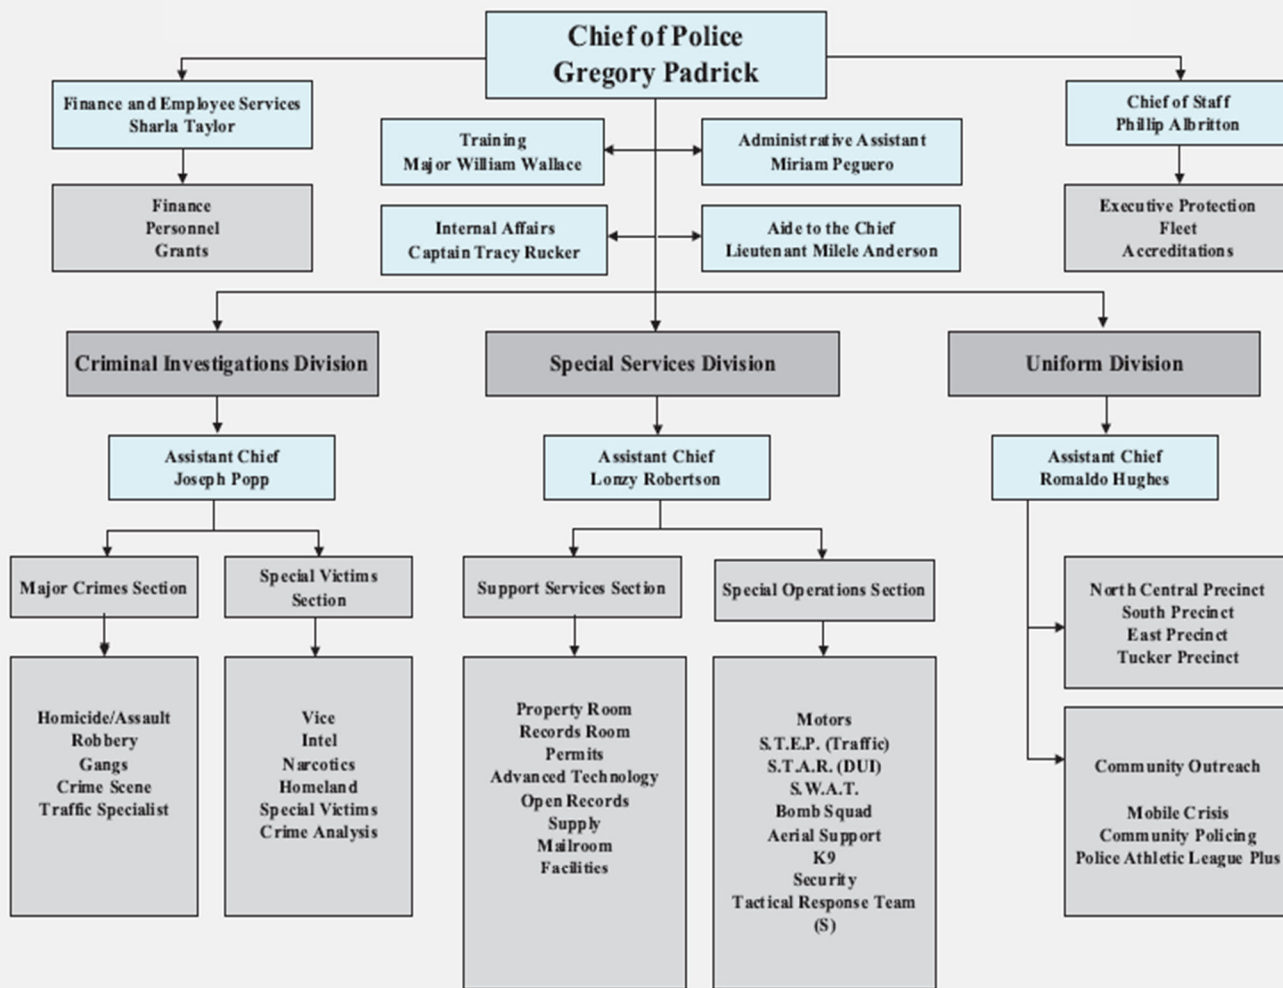 Chief of Police
Gregory Padrick
Finance and Employee Services
Sharla Taylor
Chief of Staff
Phillip Albritton
Training
Major William Wallace
Administrative Assistant
Miriam Peguero
Finance
Personnel
Grants
Internal Affairs
Captain Tracy Rucker
Aide to the Chief
Lieutenant Milele Anderson
Executive Protection
Fleet
Accreditations
Criminal Investigations Division
Special Services Division
Uniform Division
Assistant Chief
Joseph Popp
Assistant Chief
Lonzy Robertson
Assistant Chief
Romaldo Hughes
Major Crimes Section
Special Victims
Section
Support Services Section
Special Operations Section
North Central Precinct
South Precinct
East Precinct
Tucker Precinct
Homicide/Assault
Robbery
Gangs
Crime Scene
Traffic Specialist
Vice
Intel
Narcotics
Homeland
Special Victims
Crime Analysis
Property Room
Records Room
Permits
Advanced Technology
Open Records
Supply
Mailroom
Facilities
Motors
S.T.E.P. (Traffic)
S.T.A.R. (DUI)
S.W.A.T.
Bomb Squad
Aerial Support
K9
Security
Tactical Response Team
(S)
Community Outreach
Mobile Crisis
Community Policing
Police Athletic League Plus